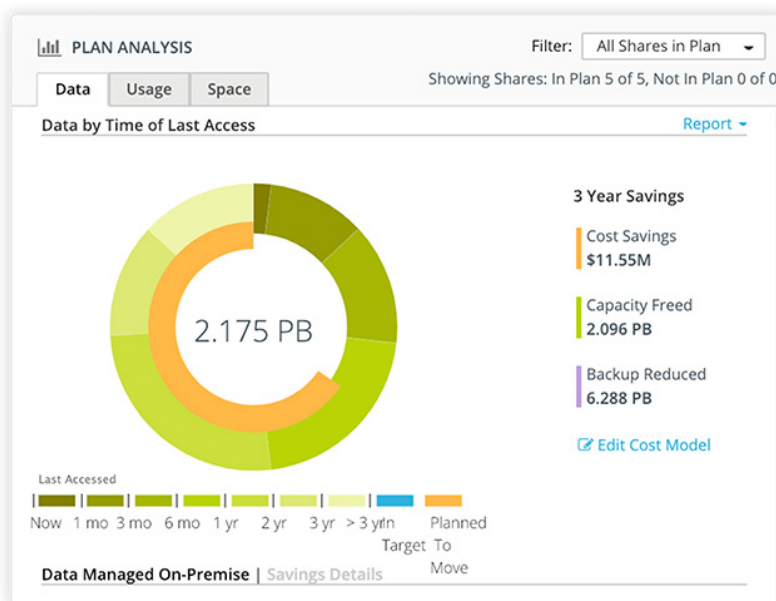 PLAN ANALYSIS
Filter: All Shares in Plan
Data Usage Space
Showing Shares: In Plan 5 of 5, Not In Plan 0 of 0
Data by Time of Last Access
Report
3 Year Savings
Cost Savings
$11.55M
Capacity Freed
2.096 PB
Backup Reduced
6.288 PB
Edit Cost Model
2.175 PB
Last Accessed
Now 1 mo 3 mo 6 mo 1 yr 2 yr 3 yr > 3 yr
In Target
Planned To Move
Data Managed On-Premise | Savings Details